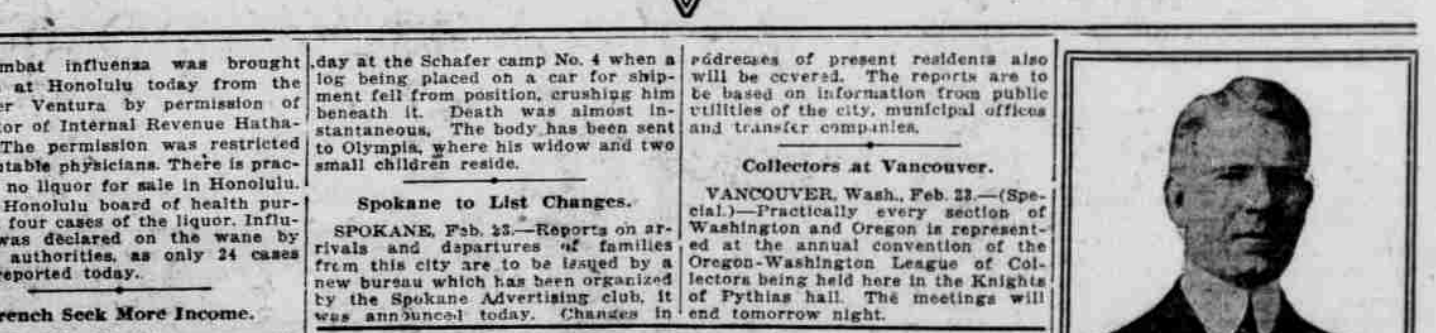 mbat influenza was brought
at Honolulu today from the
er Ventura by permission of
tor of Internal Revenue Hatha-
The permission was restricted
utable physicians. There is prac-
no liquor for sale in Honolulu.
Honolulu board of health pur-
four cases of the liquor. Influ-
was declared on the wane by
authorities, as only 24 cases
reported today.
rench Seek More Income.
day at the Schafer camp No. 4 when a
log being placed on a car for ship-
ment fell from position, crushing him
beneath it. Death was almost in-
stantaneous. The body has been sent
to Olympia, where his widow and two
small children reside.
Spokane to List Changes.
SPOKANE, Feb. 23.—Reports on ar-
rivals and departures of families
from this city are to be issued by a
new bureau which has been organized
by the Spokane Advertising club, it
was announced today. Changes in
addresses of present residents also
will be covered. The reports are to
be based on information from public
utilities of the city, municipal offices
and transfer companies.
Collectors at Vancouver.
VANCOUVER, Wash., Feb. 23.—(Spe-
cial.)—Practically every section of
Washington and Oregon is represent-
ed at the annual convention of the
Oregon-Washington League of Col-
lectors being held here in the Knights
of Pythias hall. The meetings will
end tomorrow night.